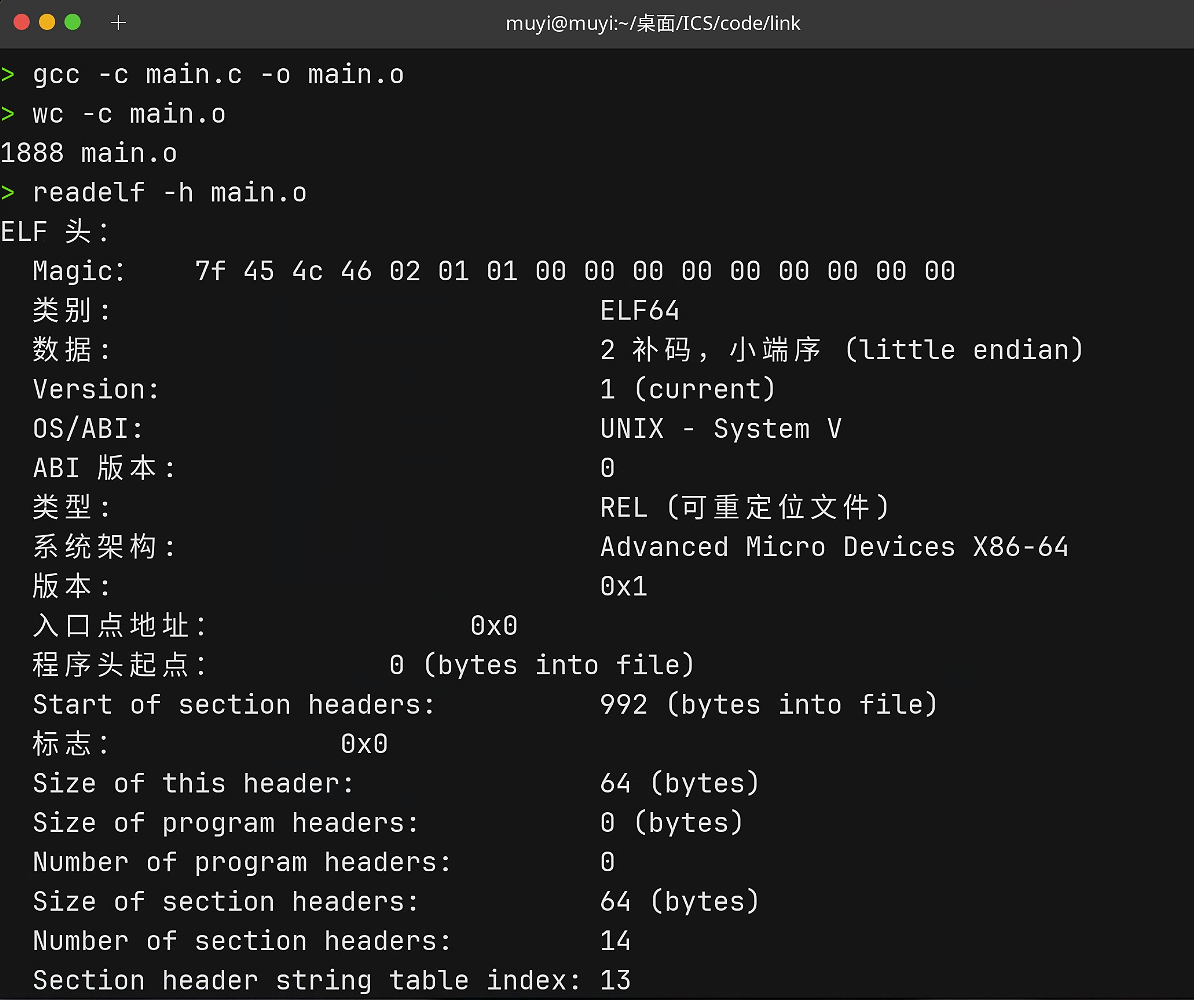 muyi@muyi:~/桌面/ICS/code/link
> gcc -c main.c -o main.o
> wc -c main.o
1888 main.o
> readelf -h main.o
ELF 头：
  Magic：    7f 45 4c 46 02 01 01 00 00 00 00 00 00 00 00 00
  类别:                              ELF64
  数据:                              2 补码，小端序 (little endian)
  Version:                           1 (current)
  OS/ABI:                            UNIX - System V
  ABI 版本:                          0
  类型:                              REL (可重定位文件)
  系统架构:                          Advanced Micro Devices X86-64
  版本:                              0x1
  入口点地址：                0x0
  程序头起点：           0 (bytes into file)
  Start of section headers:          992 (bytes into file)
  标志：              0x0
  Size of this header:               64 (bytes)
  Size of program headers:           0 (bytes)
  Number of program headers:         0
  Size of section headers:           64 (bytes)
  Number of section headers:         14
  Section header string table index: 13